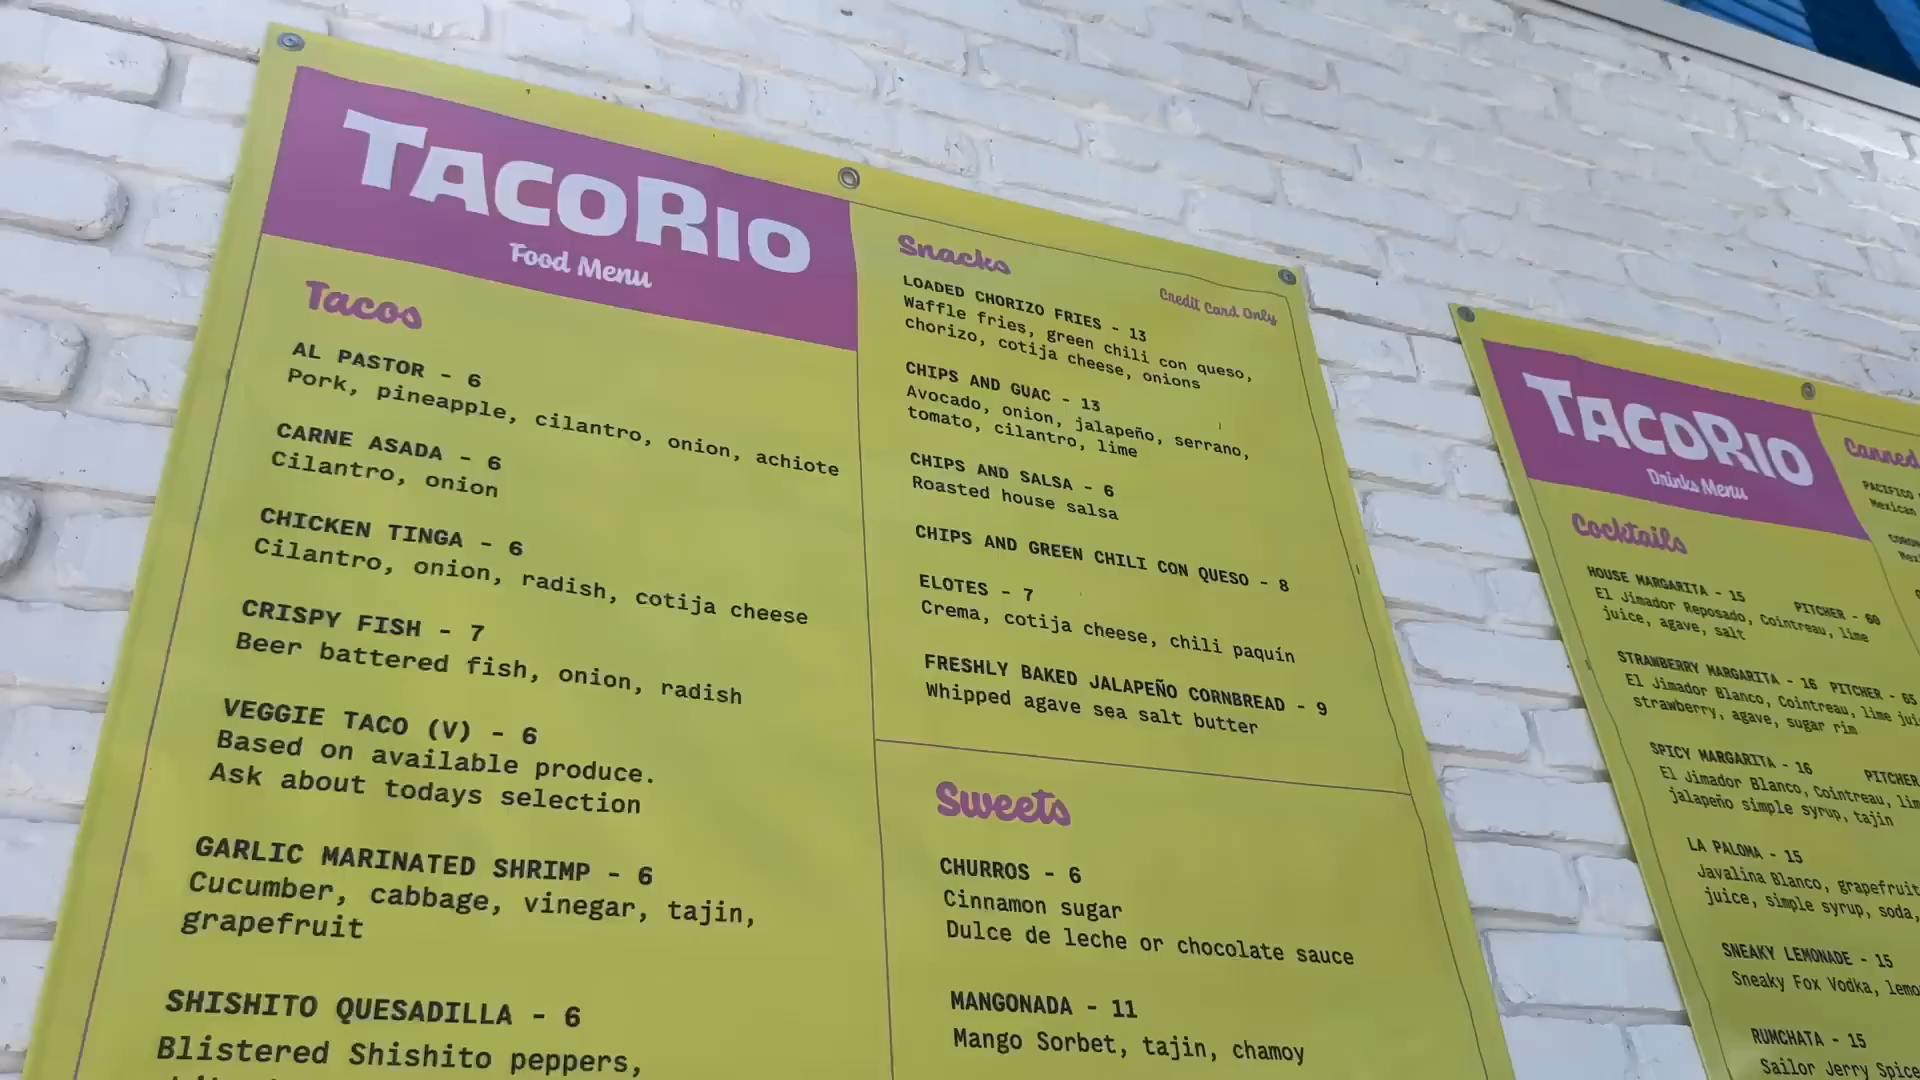 TACORIO
Food Menu
Tacos
AL PASTOR - 6
Pork, pineapple, cilantro, onion, achiote
CARNE ASADA - 6
Cilantro, onion
CHICKEN TINGA - 6
Cilantro, onion, radish, cotija cheese
CRISPY FISH - 7
Beer battered fish, onion, radish
VEGGIE TACO (V) - 6
Based on available produce.
Ask about todays selection
GARLIC MARINATED SHRIMP - 6
Cucumber, cabbage, vinegar, tajin,
grapefruit
SHISHITO QUESADILLA - 6
Blistered Shishito peppers,
Snacks
Credit Card Only
LOADED CHORIZO FRIES - 13
Waffle fries, green chili con queso,
chorizo, cotija cheese, onions
CHIPS AND GUAC - 13
Avocado, onion, jalapeño, serrano,
tomato, cilantro, lime
CHIPS AND SALSA - 6
Roasted house salsa
CHIPS AND GREEN CHILI CON QUESO - 8
ELOTES - 7
Crema, cotija cheese, chili paquin
FRESHLY BAKED JALAPEÑO CORNBREAD - 9
Whipped agave sea salt butter
Sweets
CHURROS - 6
Cinnamon sugar
Dulce de leche or chocolate sauce
MANGONADA - 11
Mango Sorbet, tajin, chamoy
TACORIO
Drinks Menu
Cocktails
HOUSE MARGARITA - 15 PITCHER - 60
El Jimador Reposado, Cointreau, lime
juice, agave, salt
STRAWBERRY MARGARITA - 16 PITCHER - 65
El Jimador Blanco, Cointreau, lime
strawberry, agave, sugar rim
SPICY MARGARITA - 16 PITCHER
El Jimador Blanco, Cointreau,
jalapeño simple syrup, tajin
LA PALOMA - 15
Javalina Blanco, grapefruit
juice, simple syrup, soda,
SNEAKY LEMONADE - 15
Sneaky Fox Vodka,
RUMCHATA - 15
Sailor Jerry Spice
Canned
PACIFICO
Mexican